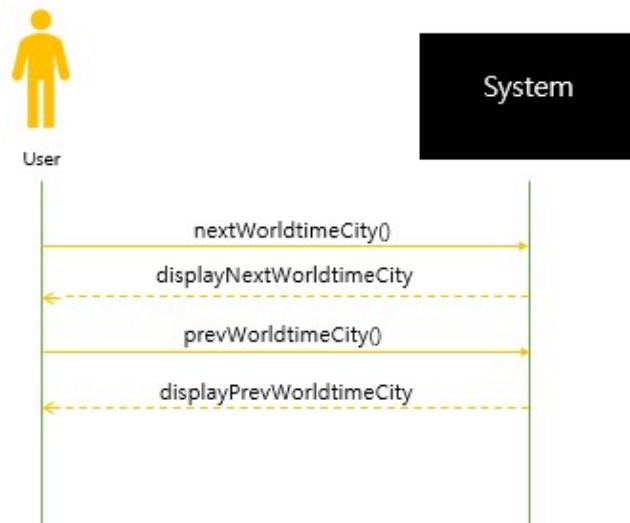 System
User
nextWorldtimeCity()
displayNextWorldtimeCity
prevWorldtimeCity()
displayPrevWorldtimeCity